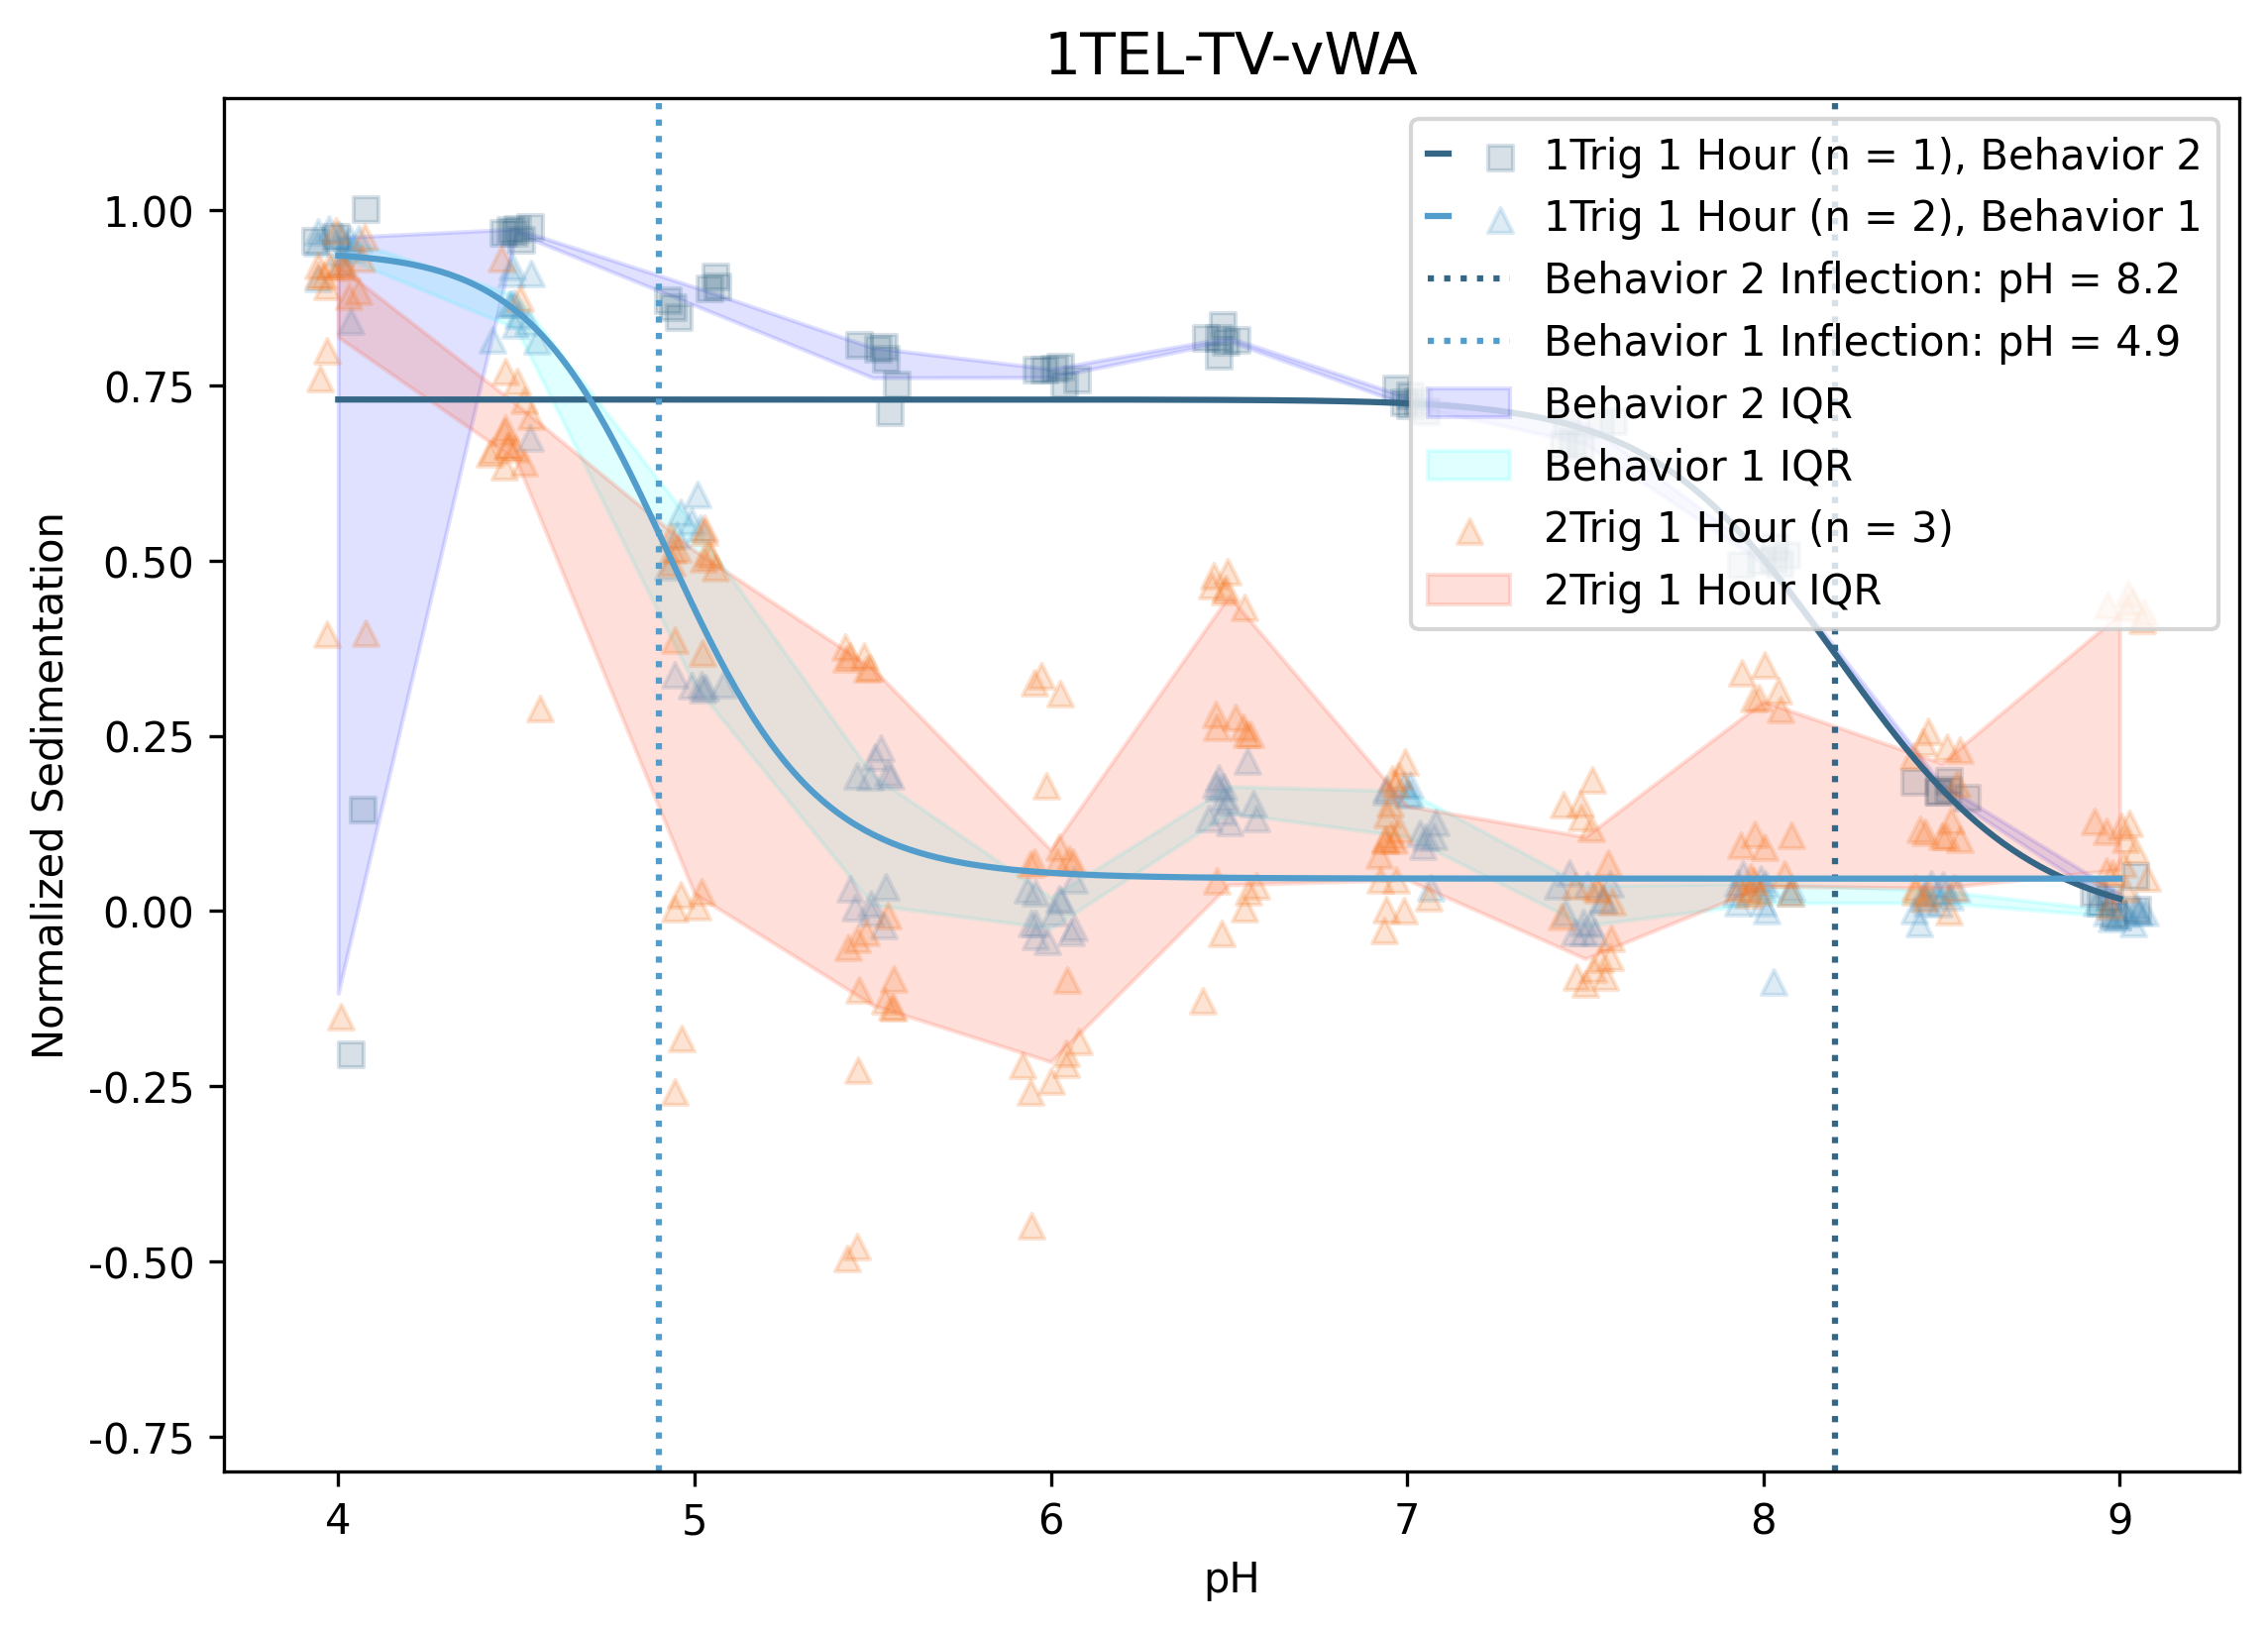 1TEL-TV-vWA
1Trig 1 Hour (n = 1), Behavior 2
1Trig 1 Hour (n = 2), Behavior 1
Behavior 2 Inflection: pH = 8.2
Behavior 1 Inflection: pH = 4.9
Behavior 2 IQR
Behavior 1 IQR
2Trig 1 Hour (n = 3)
2Trig 1 Hour IQR
Normalized Sedimentation
1.00
0.75
0.50
0.25
0.00
-0.25
-0.50
-0.75
4 5 6 7 8 9
pH